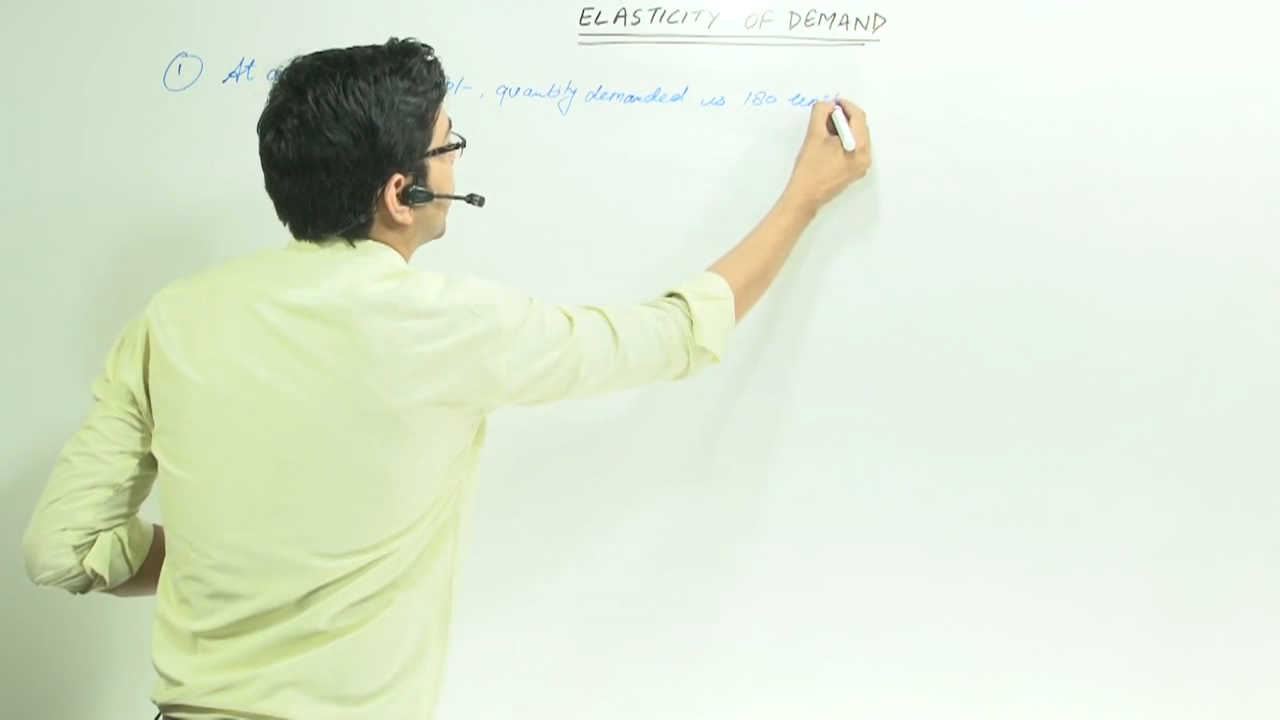 ELASTICITY OF DEMAND
① At /-, quantity demanded is 180